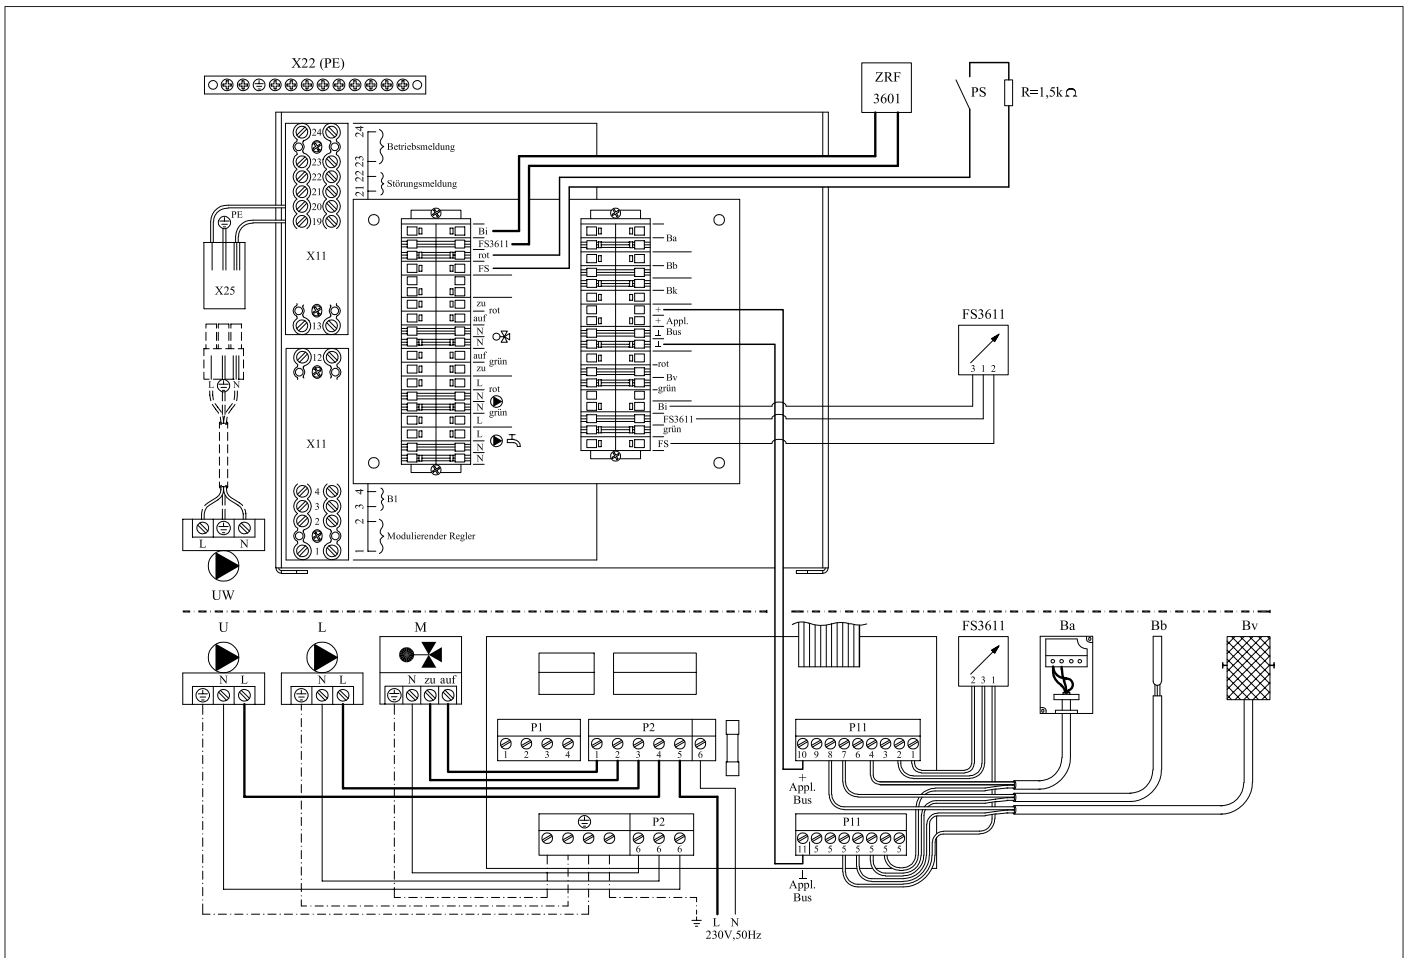 X22 (PE)
ZRF
3601
PS
R=1,5k Ω
24
23
22
21
20
19
X11
13
24
23
22
21
Betriebsmeldung
Störungsmeldung
PE
X25
L
N
12
X11
4
3
2
1
4
3
2
1
B1
Modulierender Regler
L
N
UW
Bi
FS3611
rot
FS
zu
rot
auf
N
N
auf
grün
zu
L
rot
N
N
grün
L
L
N
N
Ba
Bb
Bk
+
+ Appl.
⊥ Bus
⊥
rot
Bv
grün
Bi
FS3611
grün
FS
FS3611
3 1 2
U
L
M
FS3611
Ba
Bb
Bv
N L
N L
N zu auf
2 3 1
P1
1 2 3 4
P2
1 2 3 4 5 6
P11
10 9 8 7 6 4 3 2 1
+
Appl.
Bus
P2
6 6 6
P11
11 5 5 5 5 5 5 5
⊥
Appl.
Bus
L N
230V,50Hz